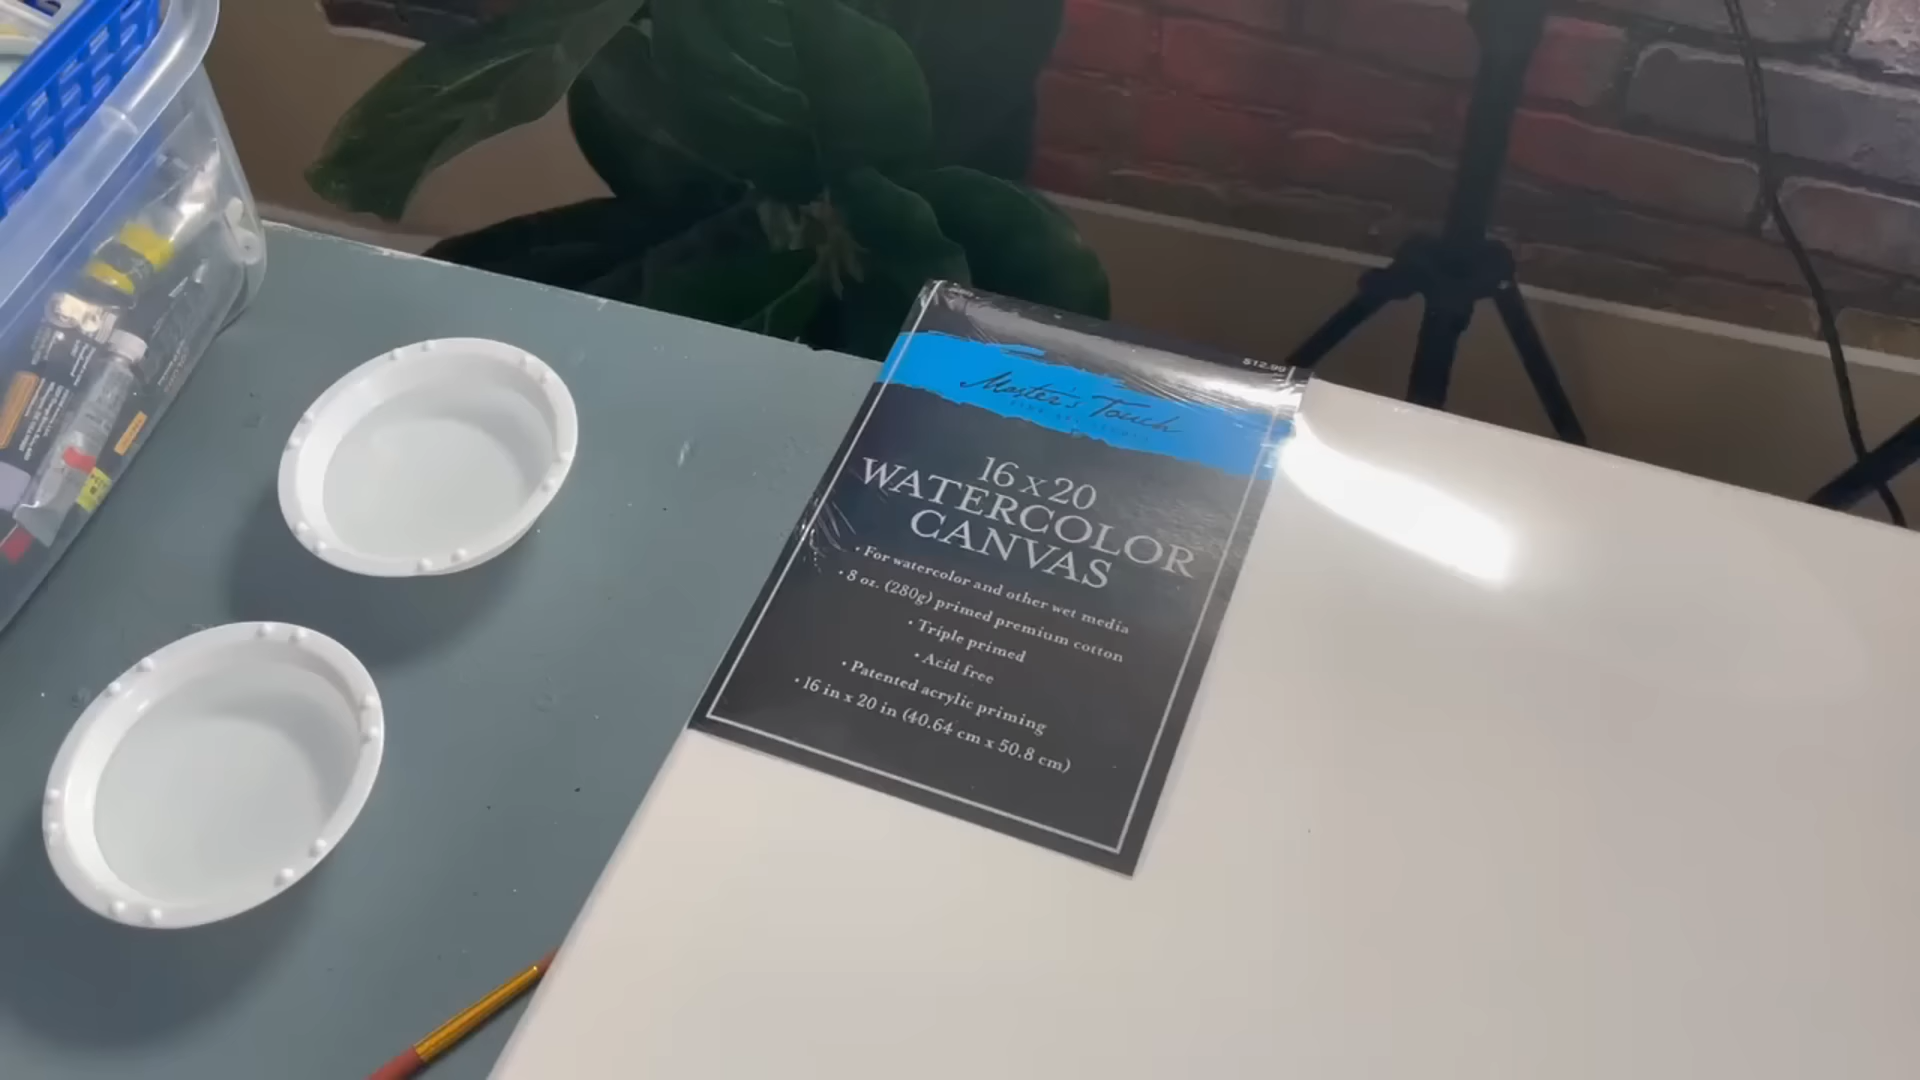 $12.99
Master's Touch
16 x 20
WATERCOLOR
CANVAS
• For watercolor and other wet media
• 8 oz. (280g) primed premium cotton
• Triple primed
• Acid free
• Patented acrylic priming
• 16 in x 20 in (40.64 cm x 50.8 cm)